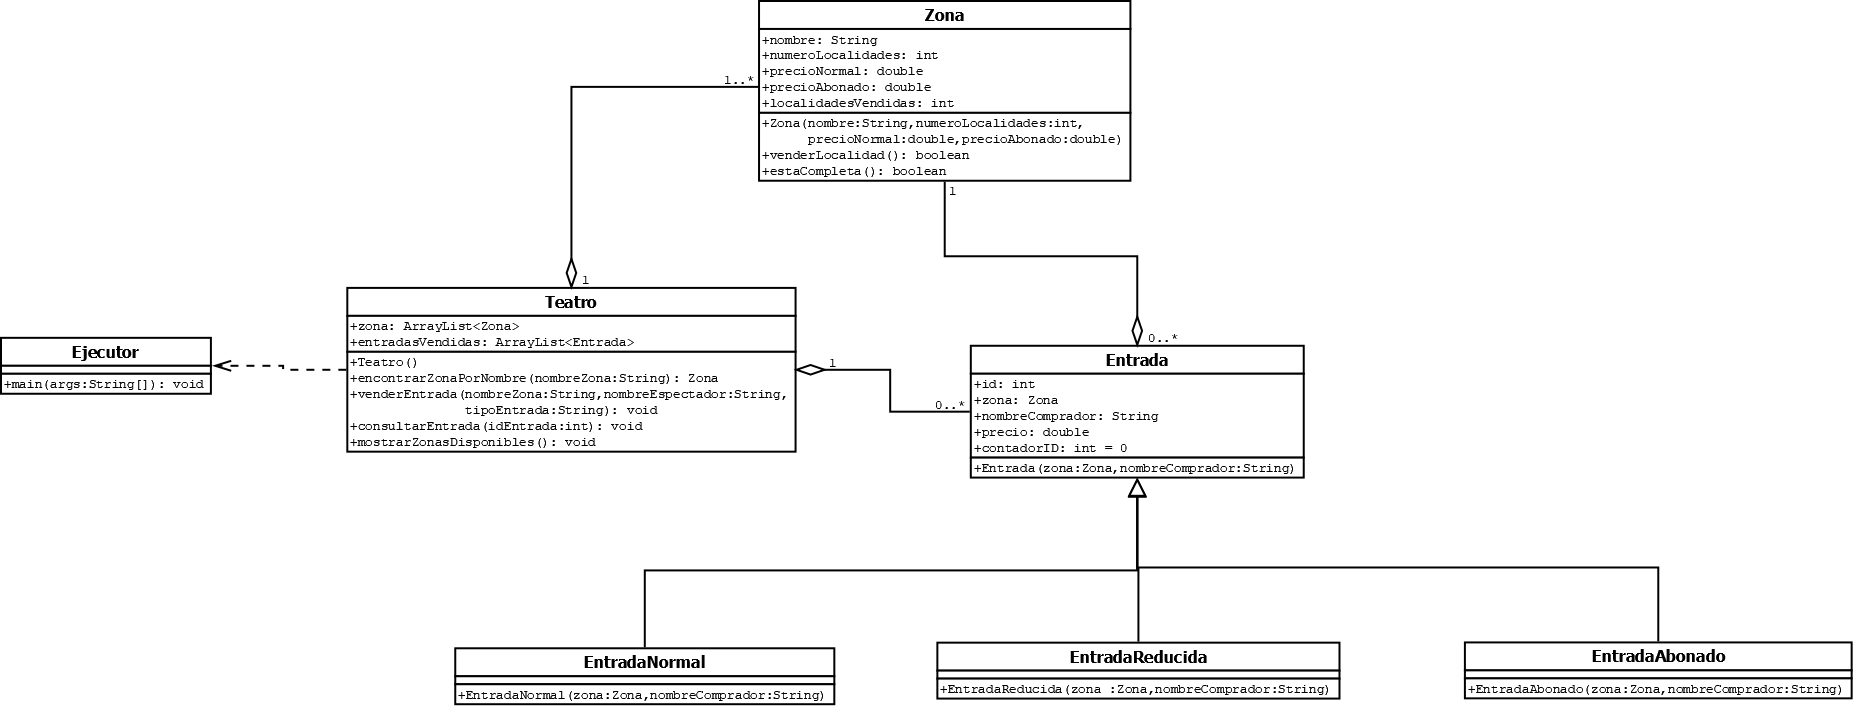 Zona
+nombre: String
+numeroLocalidades: int
+precioNormal: double
+precioAbonado: double
+localidadesVendidas: int
+Zona(nombre:String,numeroLocalidades:int,
precioNormal:double,precioAbonado:double)
+venderLocalidad(): boolean
+estaCompleta(): boolean
1..*
1
1
Teatro
+zona: ArrayList<Zona>
+entradasVendidas: ArrayList<Entrada>
+Teatro()
+encontrarZonaPorNombre(nombreZona:String): Zona
+venderEntrada(nombreZona:String,nombreEspectador:String,
tipoEntrada:String): void
+consultarEntrada(idEntrada:int): void
+mostrarZonasDisponibles(): void
Ejecutor
+main(args:String[]): void
1
0..*
0..*
Entrada
+id: int
+zona: Zona
+nombreComprador: String
+precio: double
+contadorID: int = 0
+Entrada(zona:Zona,nombreComprador:String)
EntradaNormal
+EntradaNormal(zona:Zona,nombreComprador:String)
EntradaReducida
+EntradaReducida(zona :Zona,nombreComprador:String)
EntradaAbonado
+EntradaAbonado(zona:Zona,nombreComprador:String)